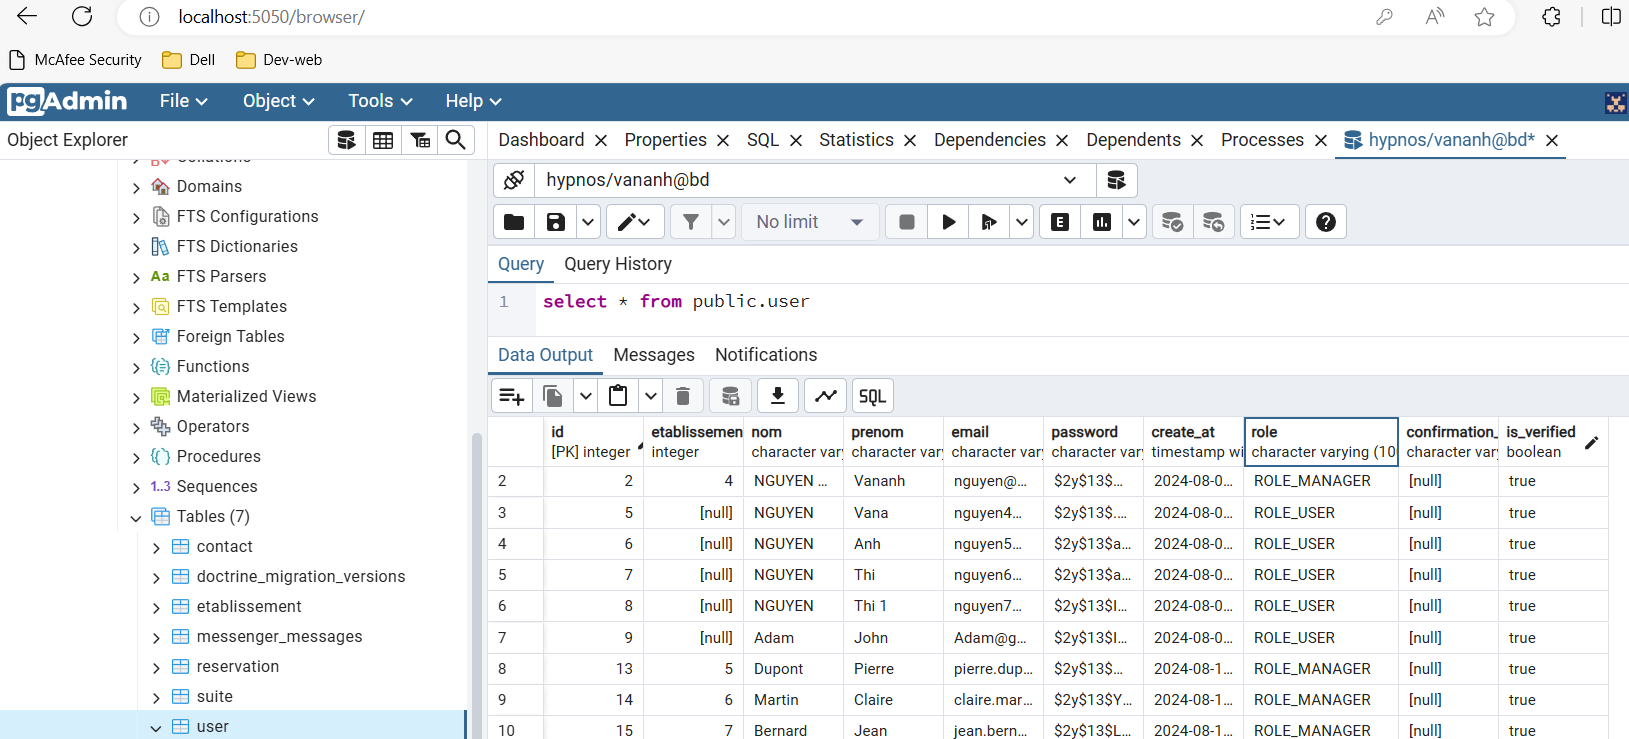 localhost:5050/browser/
McAfee Security Dell Dev-web
pgAdmin File Object Tools Help
Object Explorer
Dashboard Properties SQL Statistics Dependencies Dependents Processes hypnos/vananh@bd*
Collations
Domains
FTS Configurations
FTS Dictionaries
Aa FTS Parsers
FTS Templates
Foreign Tables
Functions
Materialized Views
Operators
Procedures
1..3 Sequences
Tables (7)
contact
doctrine_migration_versions
etablissement
messenger_messages
reservation
suite
user
hypnos/vananh@bd
No limit E
Query Query History
1 select * from public.user
Data Output Messages Notifications
SQL
id etablissemen nom prenom email password create_at role confirmation_ is_verified
[PK] integer integer character var character var character var character var timestamp wi character varying (10 character var boolean
2 2 4 NGUYEN ... Vananh nguyen@... $2y$13$... 2024-08-0... ROLE_MANAGER [null] true
3 5 [null] NGUYEN Vana nguyen4... $2y$13$.... 2024-08-0... ROLE_USER [null] true
4 6 [null] NGUYEN Anh nguyen5... $2y$13$a... 2024-08-0... ROLE_USER [null] true
5 7 [null] NGUYEN Thi nguyen6... $2y$13$a... 2024-08-0... ROLE_USER [null] true
6 8 [null] NGUYEN Thi 1 nguyen7... $2y$13$I... 2024-08-0... ROLE_USER [null] true
7 9 [null] Adam John Adam@g... $2y$13$I... 2024-08-0... ROLE_USER [null] true
8 13 5 Dupont Pierre pierre.dup... $2y$13$... 2024-08-1... ROLE_MANAGER [null] true
9 14 6 Martin Claire claire.mar... $2y$13$Y... 2024-08-1... ROLE_MANAGER [null] true
10 15 7 Bernard Jean jean.bern... $2y$13$L... 2024-08-1... ROLE_MANAGER [null] true